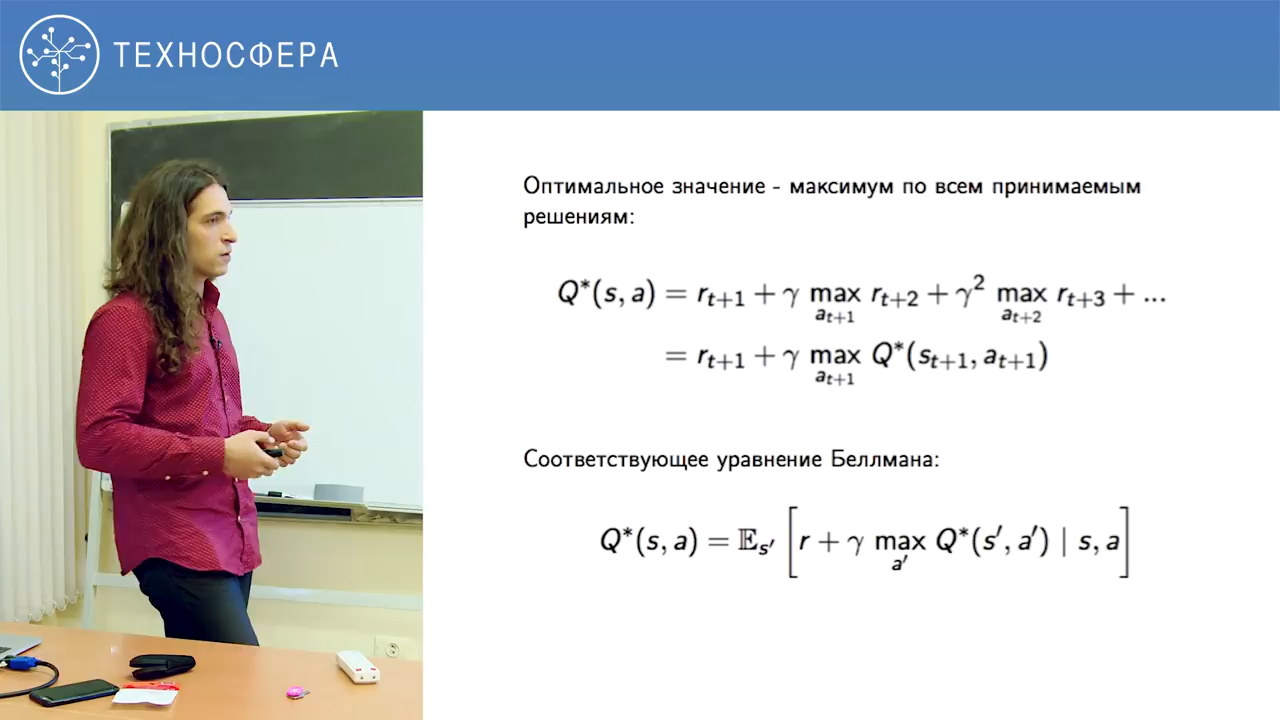 ТЕХНОСФЕРА
Оптимальное значение - максимум по всем принимаемым
решениям:
Q*(s, a) = r_{t+1} + γ max_{a_{t+1}} r_{t+2} + γ² max_{a_{t+2}} r_{t+3} + ...
= r_{t+1} + γ max_{a_{t+1}} Q*(s_{t+1}, a_{t+1})
Соответствующее уравнение Беллмана:
Q*(s, a) = 𝔼_{s′} [r + γ max_{a′} Q*(s′, a′) | s, a]